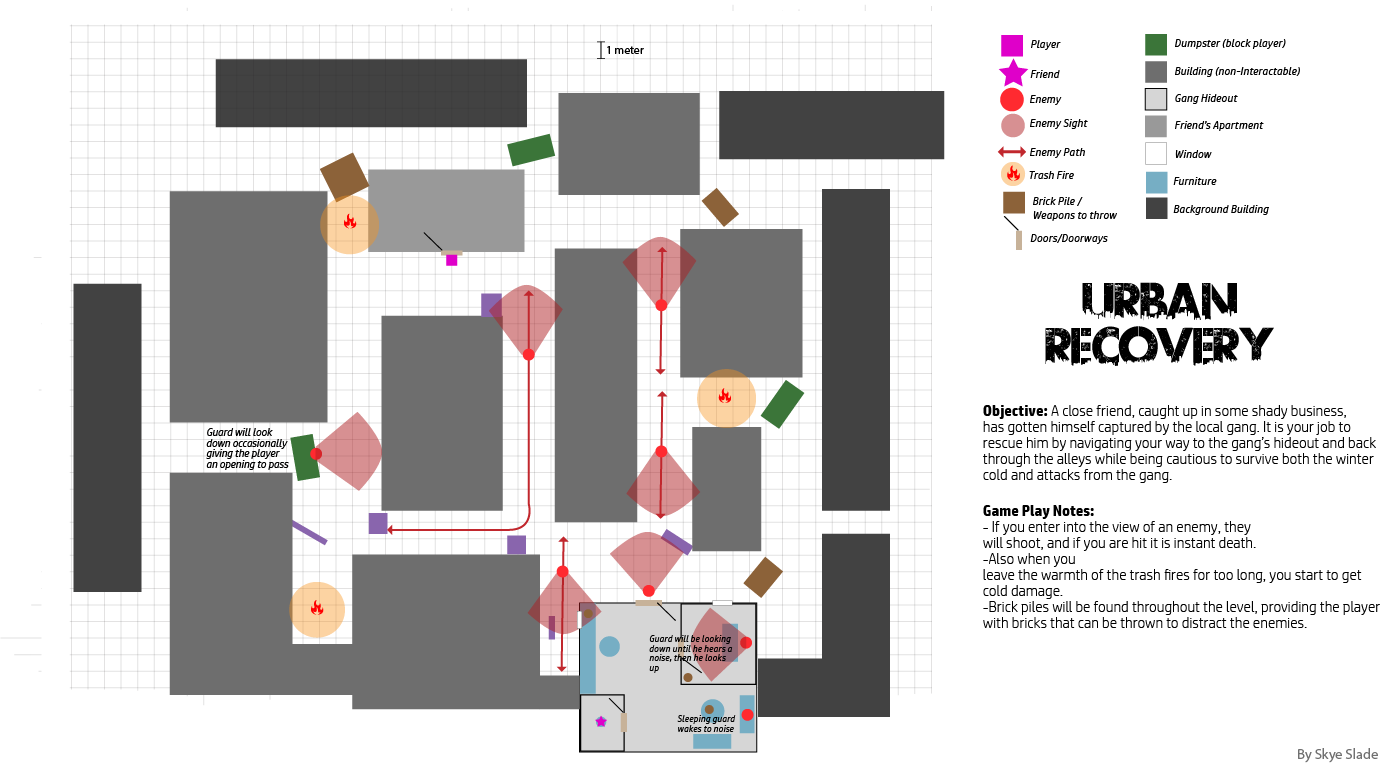 1 meter
Player
Friend
Enemy
Enemy Sight
Enemy Path
Trash Fire
Brick Pile /
Weapons to throw
Doors/Doorways
Dumpster (block player)
Building (non-Interactable)
Gang Hideout
Friend's Apartment
Window
Furniture
Background Building
URBAN
RECOVERY
Objective: A close friend, caught up in some shady business,
has gotten himself captured by the local gang. It is your job to
rescue him by navigating your way to the gang's hideout and back
through the alleys while being cautious to survive both the winter
cold and attacks from the gang.
Game Play Notes:
- If you enter into the view of an enemy, they
will shoot, and if you are hit it is instant death.
-Also when you
leave the warmth of the trash fires for too long, you start to get
cold damage.
-Brick piles will be found throughout the level, providing the player
with bricks that can be thrown to distract the enemies.
Guard will look
down occasionally
giving the player
an opening to pass
Guard will be looking
down until he hears a
noise, then he looks
up
Sleeping guard
wakes to noise
By Skye Slade